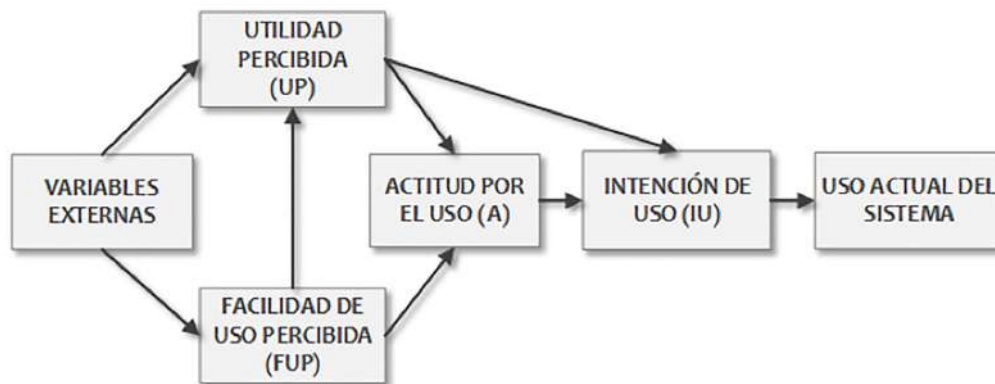 UTILIDAD
PERCIBIDA
(UP)
VARIABLES
EXTERNAS
ACTITUD POR
EL USO (A)
INTENCIÓN DE
USO (IU)
USO ACTUAL DEL
SISTEMA
FACILIDAD DE
USO PERCIBIDA
(FUP)